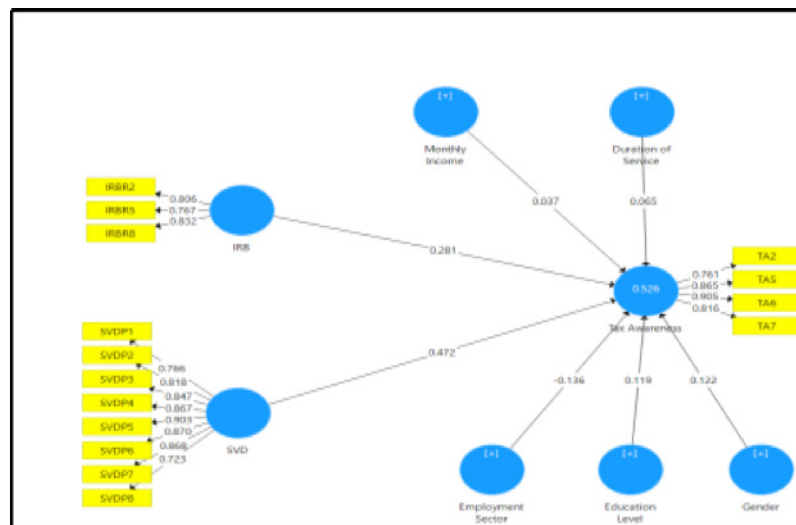 [+]
[+]
Monthly
Income
Duration of
Service
IRBR2
IRBR5
IRBR8
0.806
0.767
0.832
IRB
0.037
0.065
0.281
0.526
Tax Awareness
0.761
0.865
0.905
0.816
TA2
TA5
TA6
TA7
SVDP1
SVDP2
SVDP3
SVDP4
SVDP5
SVDP6
SVDP7
SVDP8
0.766
0.818
0.847
0.867
0.903
0.870
0.868
0.723
SVD
0.472
-0.136
0.119
0.122
[+]
[+]
[+]
Employment
Sector
Education
Level
Gender